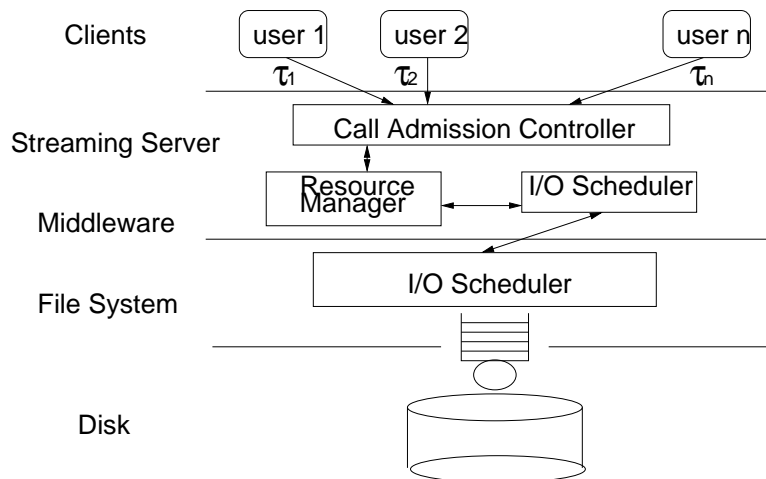 Clients
user 1
user 2
user n
τ1
τ2
τn
Call Admission Controller
Streaming Server
Resource
Manager
I/O Scheduler
Middleware
I/O Scheduler
File System
Disk